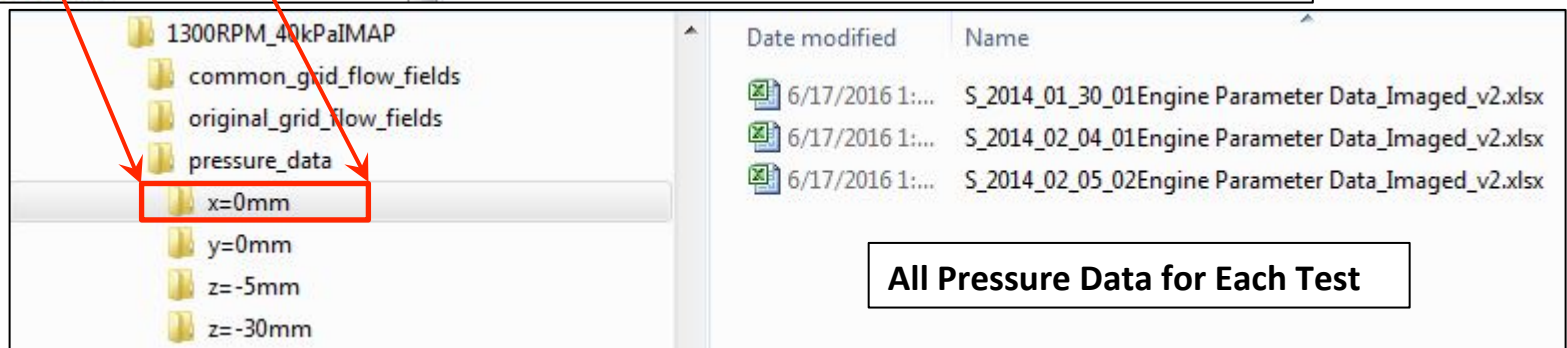 1300RPM_40kPaIMAP
common_grid_flow_fields
original_grid_flow_fields
pressure_data
x=0mm
y=0mm
z=-5mm
z=-30mm
Date modified Name
6/17/2016 1:... S_2014_01_30_01Engine Parameter Data_Imaged_v2.xlsx
6/17/2016 1:... S_2014_02_04_01Engine Parameter Data_Imaged_v2.xlsx
6/17/2016 1:... S_2014_02_05_02Engine Parameter Data_Imaged_v2.xlsx
All Pressure Data for Each Test